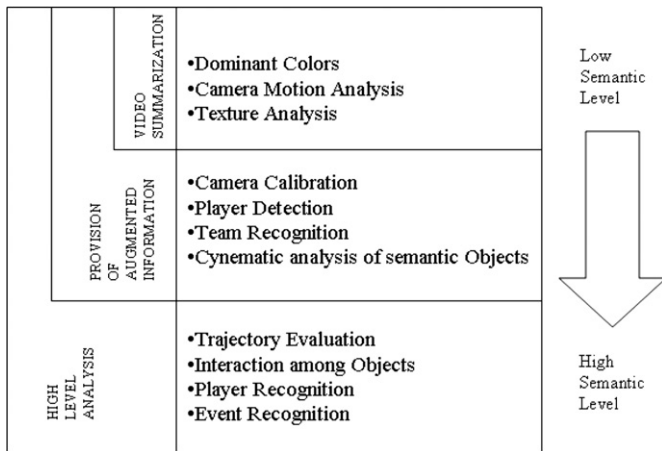 VIDEO
SUMMARIZATION
•Dominant Colors
•Camera Motion Analysis
•Texture Analysis
PROVISION
OF
AUGMENTED
INFORMATION
•Camera Calibration
•Player Detection
•Team Recognition
•Cynematic analysis of semantic Objects
HIGH
LEVEL
ANALYSIS
•Trajectory Evaluation
•Interaction among Objects
•Player Recognition
•Event Recognition
Low
Semantic
Level
High
Semantic
Level